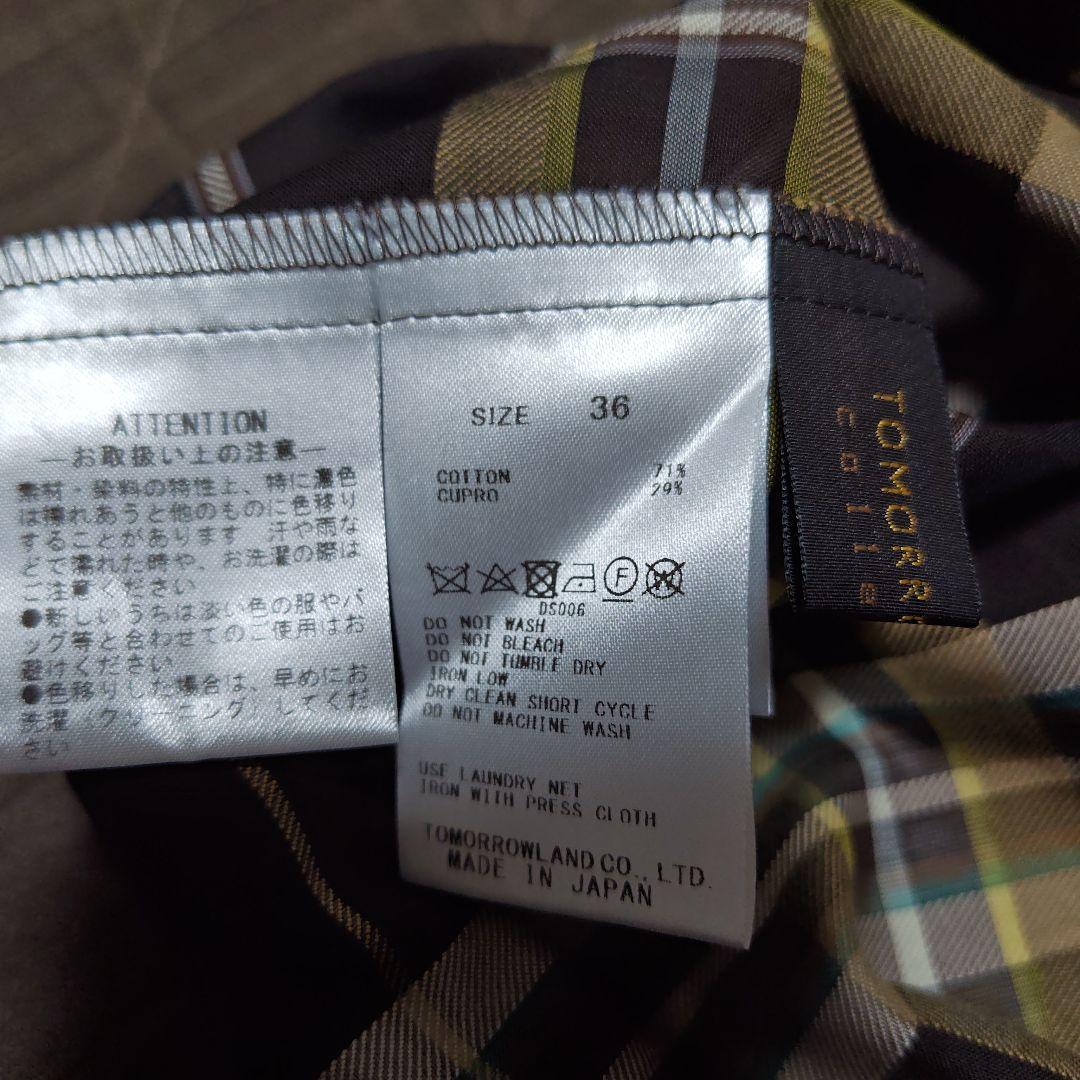 ATTENTION
―お取扱い上の注意―
素材・染料の特性上、特に濃色
は擦れあうと他のものに色移り
することがあります 汗や雨な
どで濡れた時や、お洗濯の際は
ご注意ください
●新しいうちは淡い色の服やバ
ッグ等と合わせてのご使用はお
避けください
●色移りした場合は、早めにお
洗濯(クリーニング)してくだ
さい
SIZE 36
COTTON 71%
CUPRO 29%
F
DS006
DO NOT WASH
DO NOT BLEACH
DO NOT TUMBLE DRY
IRON LOW
DRY CLEAN SHORT CYCLE
DO NOT MACHINE WASH
USE LAUNDRY NET
IRON WITH PRESS CLOTH
TOMORROWLAND CO., LTD.
MADE IN JAPAN
TOMORR
colle